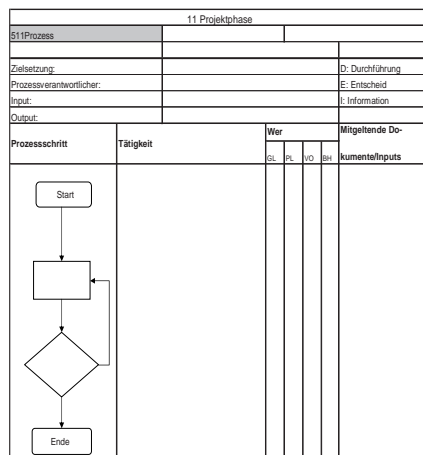 11 Projektphase
511Prozess
Zielsetzung: D: Durchführung
Prozessverantwortlicher: E: Entscheid
Input: I: Information
Output:
Prozessschritt Tätigkeit Wer Mitgeltende Do-
GL PL VO BH kumente/Inputs
Start
Ende